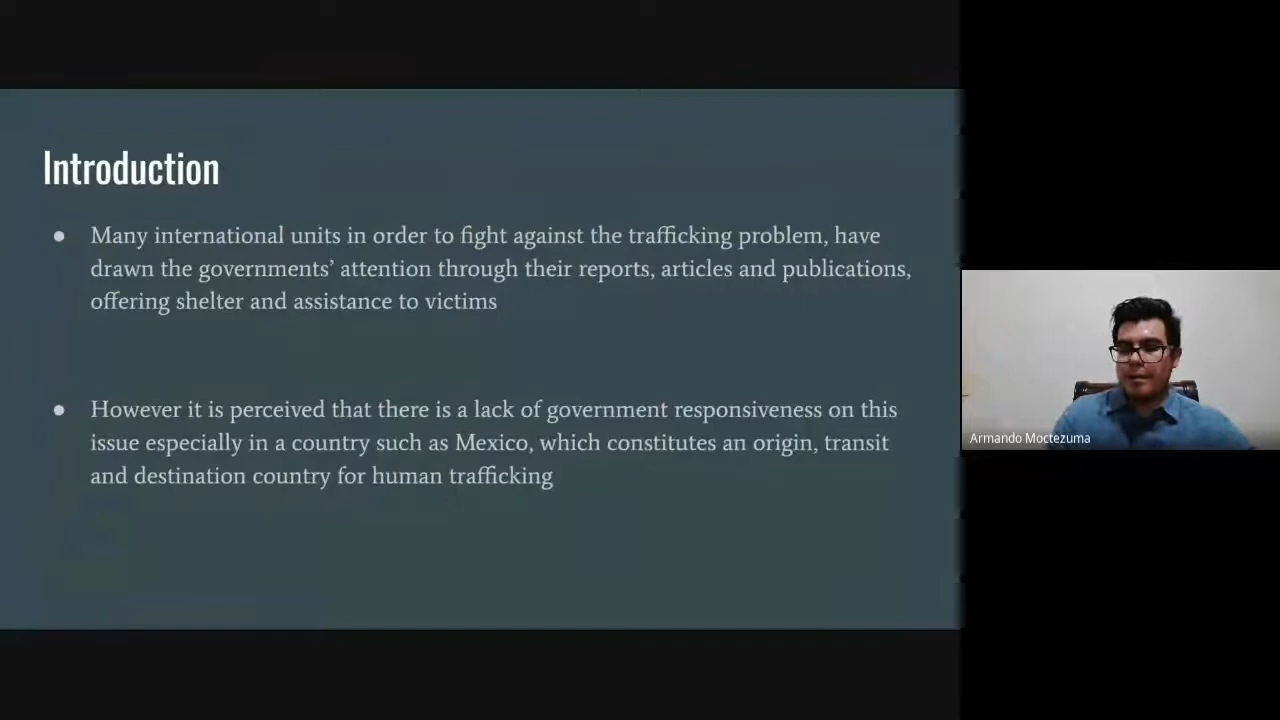 Introduction
● Many international units in order to fight against the trafficking problem, have
drawn the governments’ attention through their reports, articles and publications,
offering shelter and assistance to victims
● However it is perceived that there is a lack of government responsiveness on this
issue especially in a country such as Mexico, which constitutes an origin, transit
and destination country for human trafficking
Armando Moctezuma